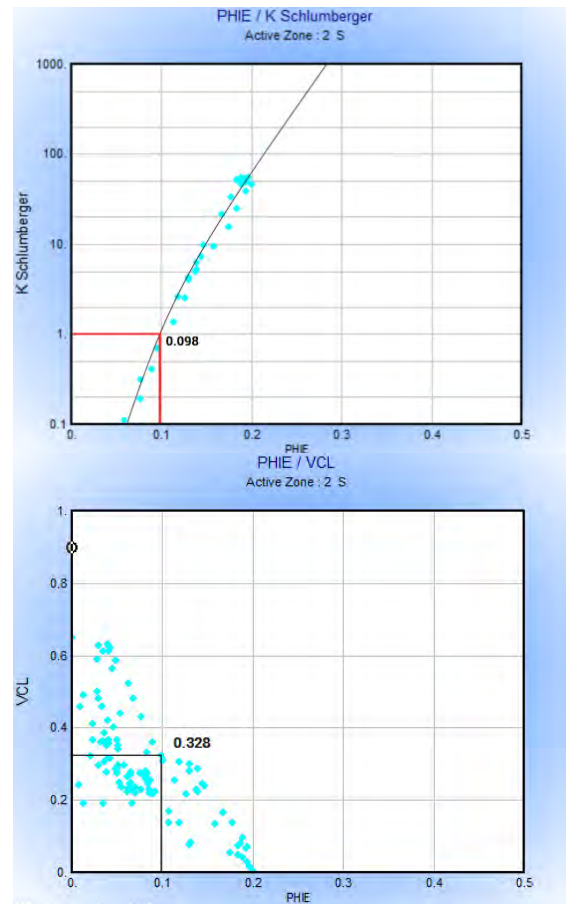 PHIE / K Schlumberger
Active Zone : 2 S
1000.
100.
10.
1.
0.1
K Schlumberger
0.098
0. 0.1 0.2 0.3 0.4 0.5
PHIE
PHIE / VCL
Active Zone : 2 S
1.
0.8
0.6
0.4
0.2
0.
VCL
0.328
0. 0.1 0.2 0.3 0.4 0.5
PHIE